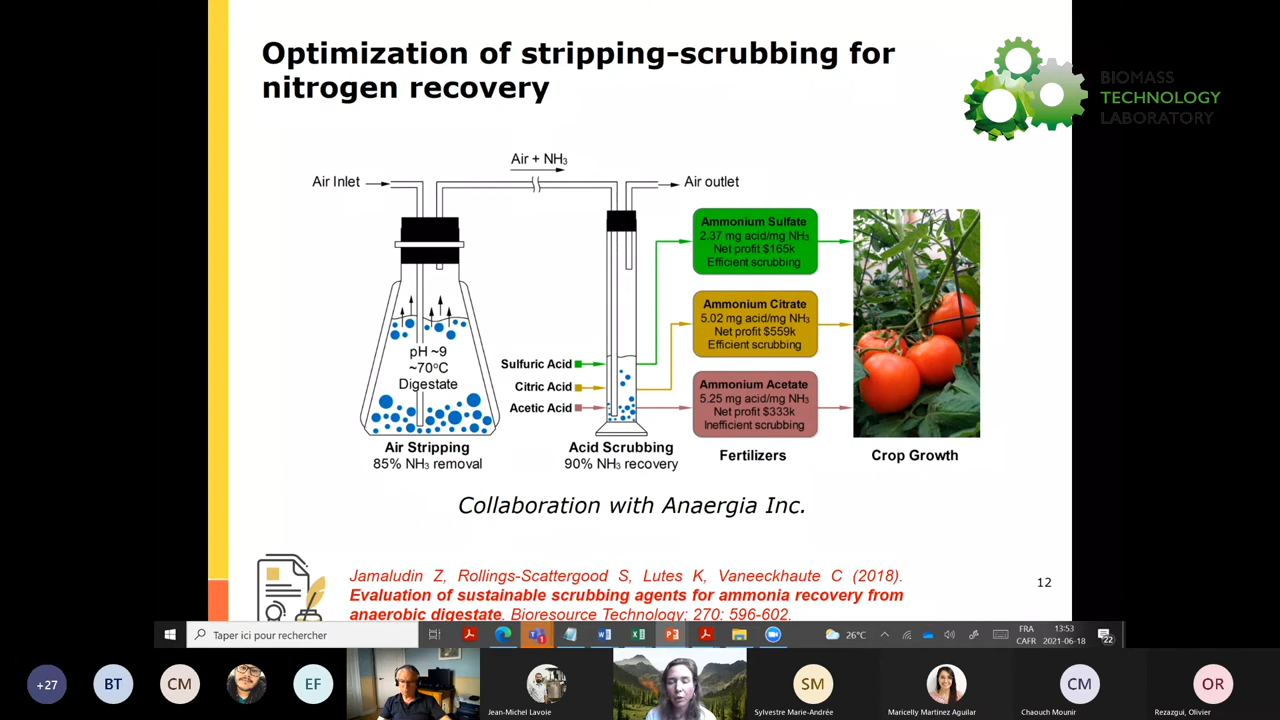 Optimization of stripping-scrubbing for
nitrogen recovery
BIOMASS
TECHNOLOGY
LABORATORY
Air + NH₃
Air Inlet
Air outlet
Ammonium Sulfate
2.37 mg acid/mg NH₃
Net profit $165k
Efficient scrubbing
Ammonium Citrate
5.02 mg acid/mg NH₃
Net profit $559k
Efficient scrubbing
Ammonium Acetate
5.25 mg acid/mg NH₃
Net profit $333k
Inefficient scrubbing
pH ~9
~70°C
Digestate
Sulfuric Acid
Citric Acid
Acetic Acid
Air Stripping
85% NH₃ removal
Acid Scrubbing
90% NH₃ recovery
Fertilizers
Crop Growth
Collaboration with Anaergia Inc.
Jamaludin Z, Rollings-Scattergood S, Lutes K, Vaneeckhaute C (2018).
Evaluation of sustainable scrubbing agents for ammonia recovery from
anaerobic digestate. Bioresource Technology; 270: 596-602.
12
Taper ici pour rechercher
26°C
FRA
CAFR
13:53
2021-06-18
22
+27
BT
CM
EF
Jean-Michel Lavoie
SM
Sylvestre Marie-Andrée
Maricelly Martinez Aguilar
CM
Chaouch Mounir
OR
Rezazgui, Olivier